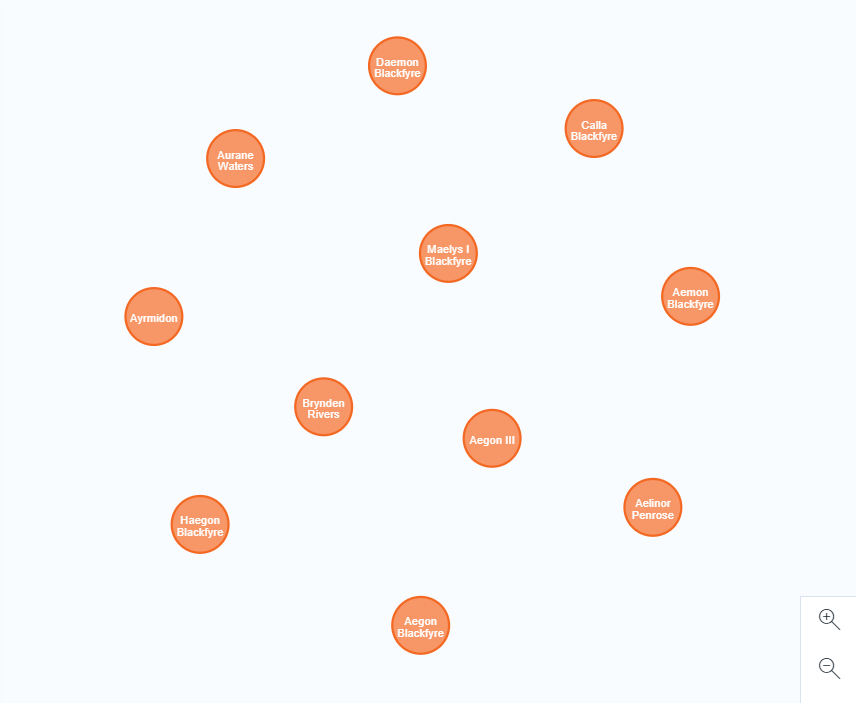 Daemon
Blackfyre
Calla
Blackfyre
Aurane
Waters
Maelys I
Blackfyre
Aemon
Blackfyre
Ayrmidon
Brynden
Rivers
Aegon III
Aelinor
Penrose
Haegon
Blackfyre
Aegon
Blackfyre